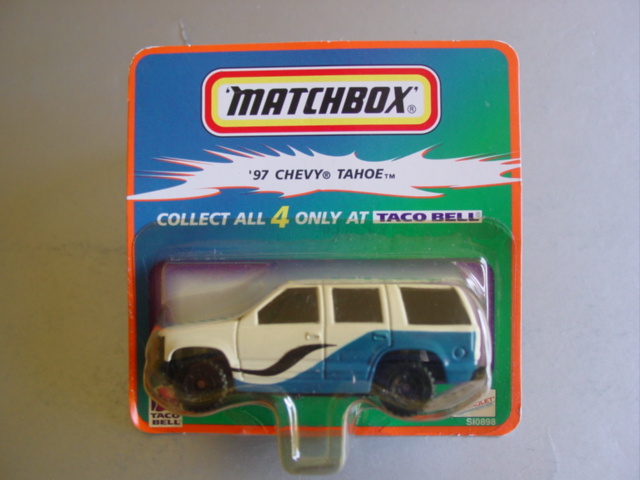 'MATCHBOX'®
'97 CHEVY® TAHOE™
COLLECT ALL 4 ONLY AT TACO BELL
TACO
BELL
SI0898